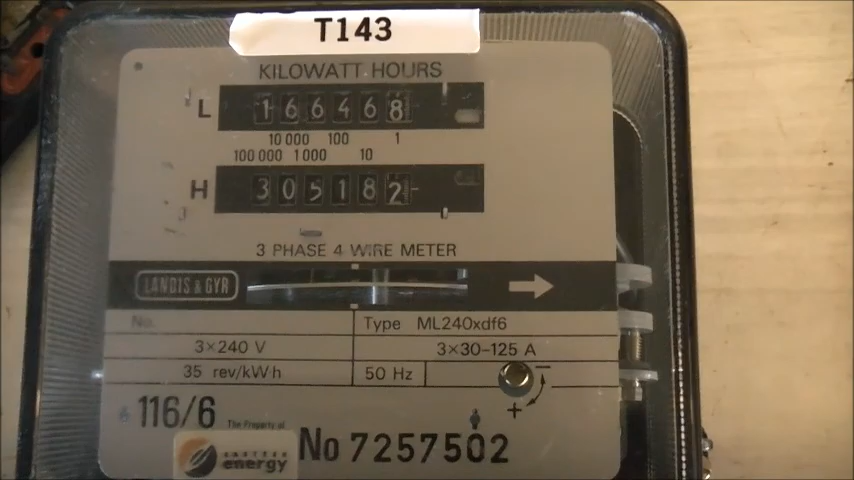 T143
KILOWATT HOURS
L 166468
10 000 100 1
100 000 1 000 10
H 305182
3 PHASE 4 WIRE METER
LANDIS & GYR
No. Type ML240xdf6
3×240 V 3×30-125 A
35 rev/kWh 50 Hz
−
+
116/6 The Property of
energy No 7257502